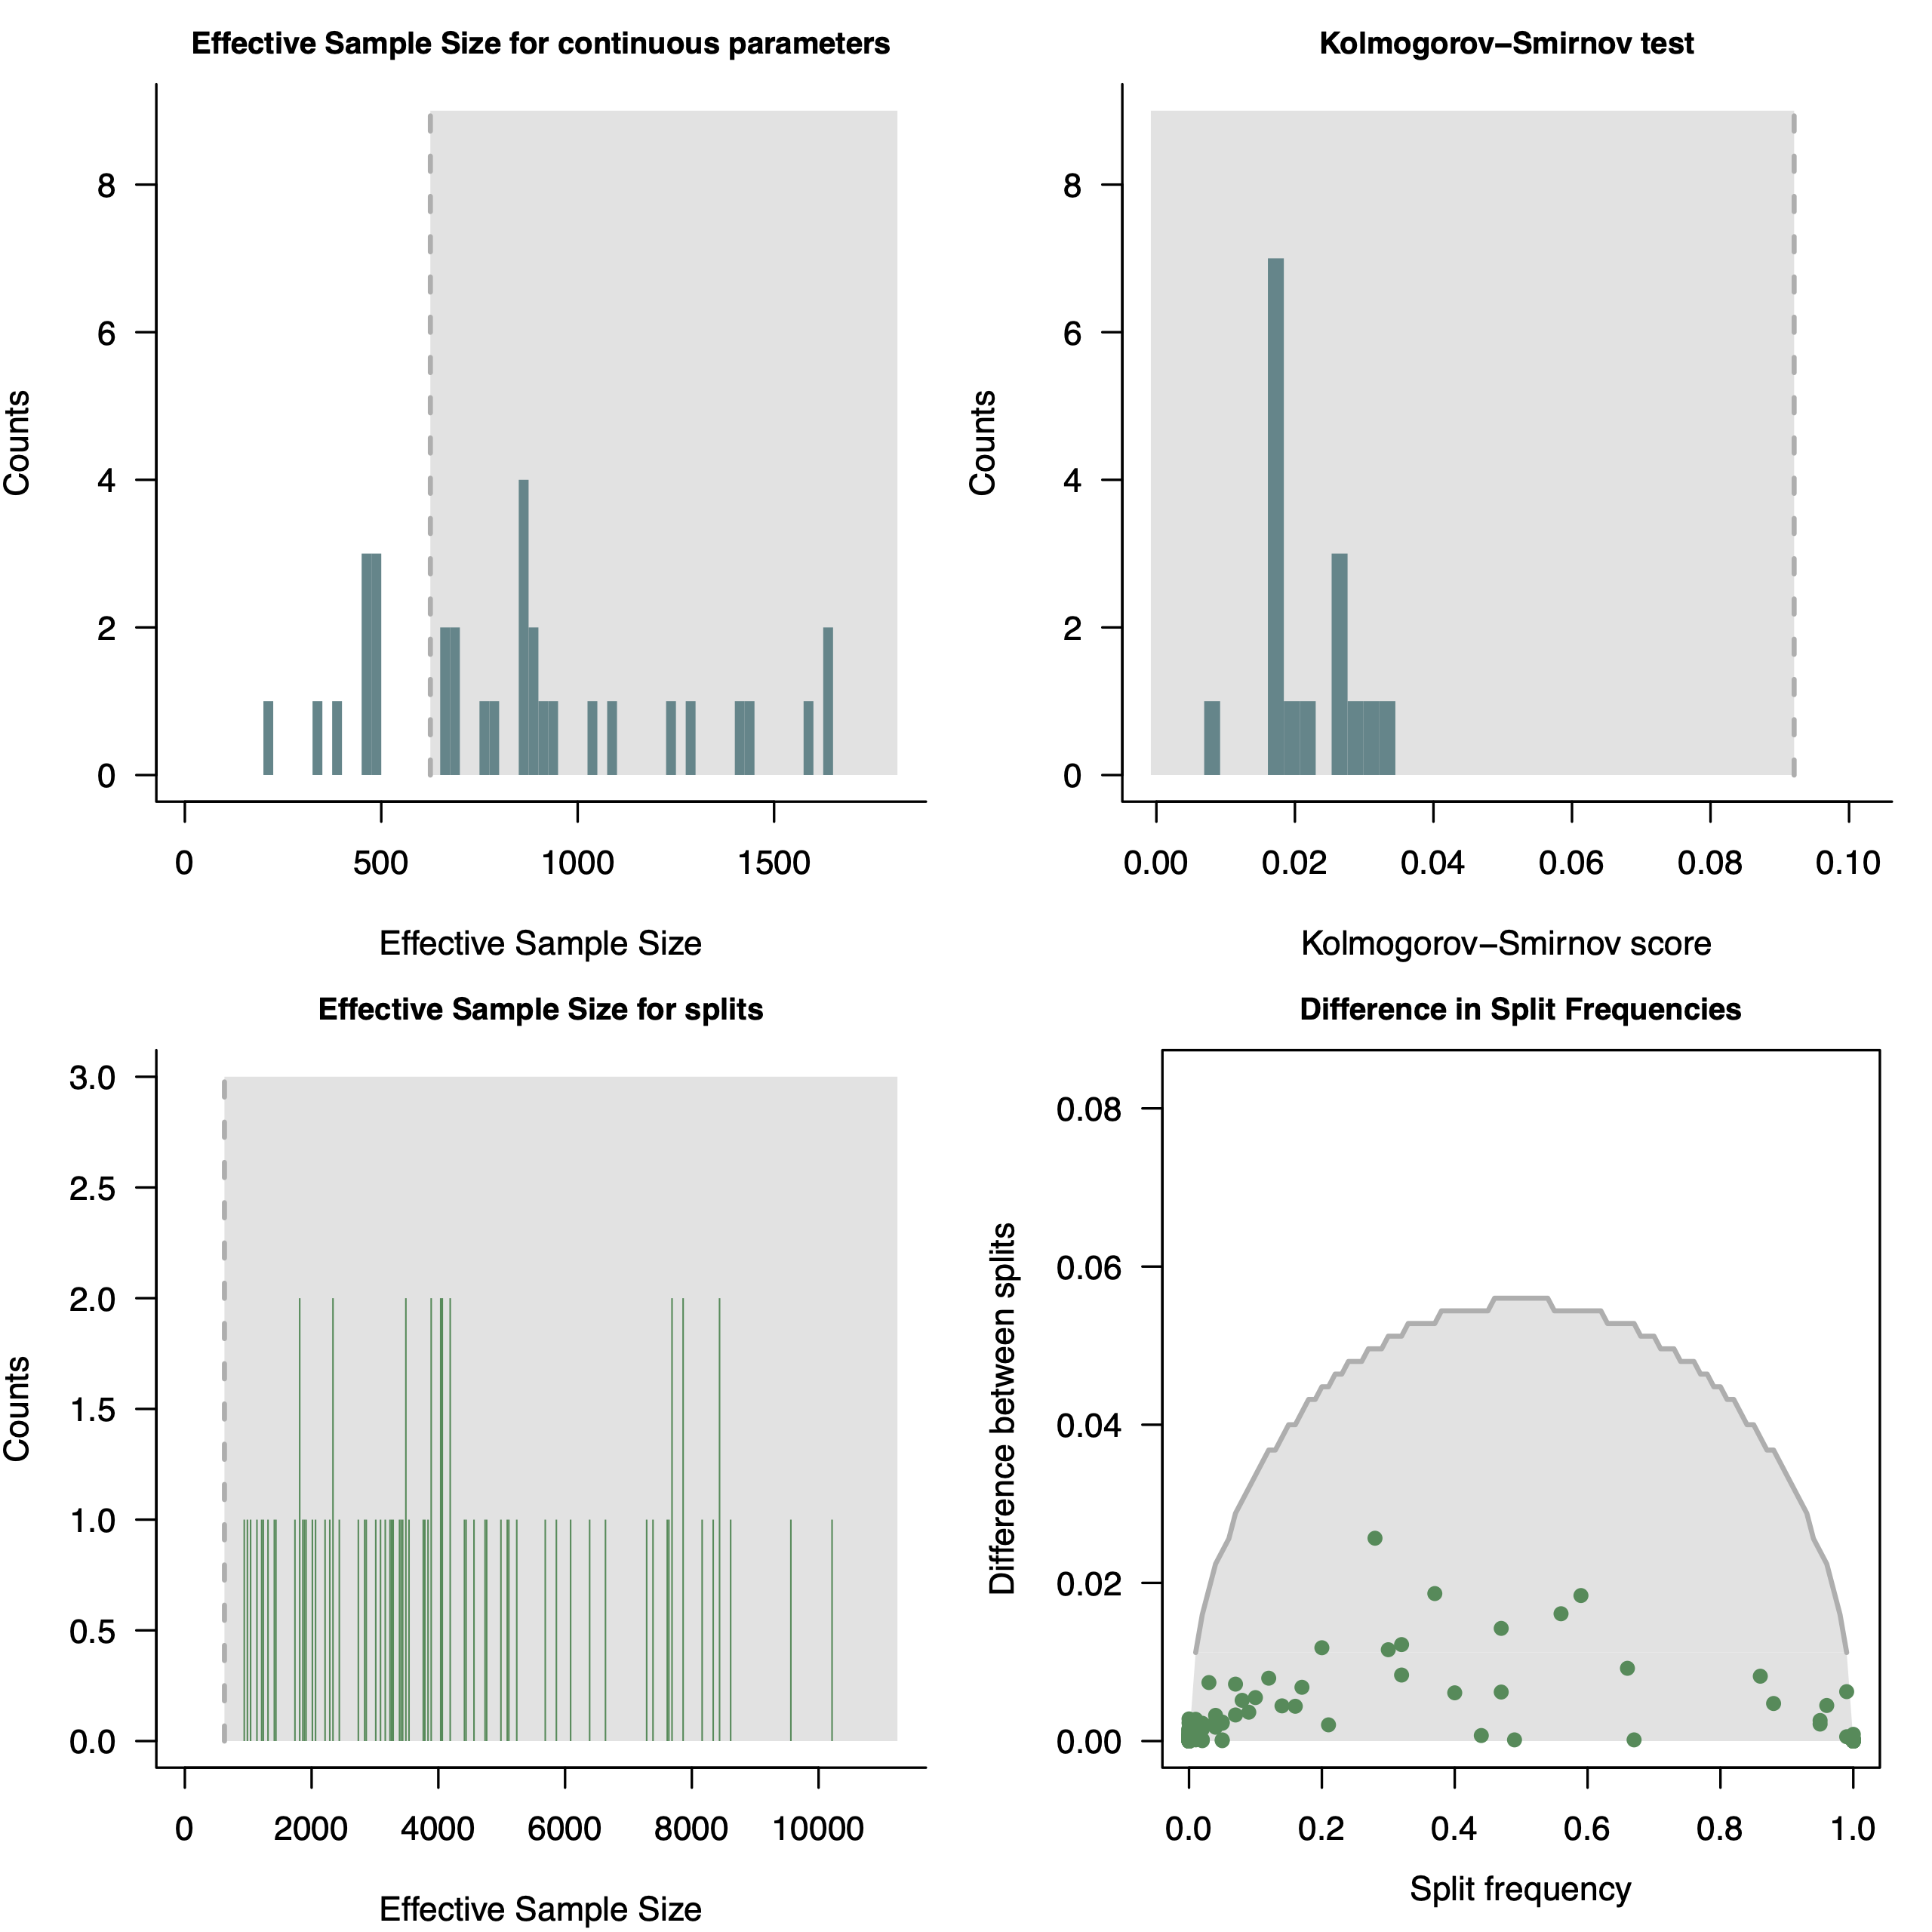 Effective Sample Size for continuous parameters
8
6
4
2
0
Counts
0 500 1000 1500
Effective Sample Size
Kolmogorov–Smirnov test
8
6
4
2
0
Counts
0.00 0.02 0.04 0.06 0.08 0.10
Kolmogorov–Smirnov score
Effective Sample Size for splits
3.0
2.5
2.0
1.5
1.0
0.5
0.0
Counts
0 2000 4000 6000 8000 10000
Effective Sample Size
Difference in Split Frequencies
0.08
0.06
0.04
0.02
0.00
Difference between splits
0.0 0.2 0.4 0.6 0.8 1.0
Split frequency